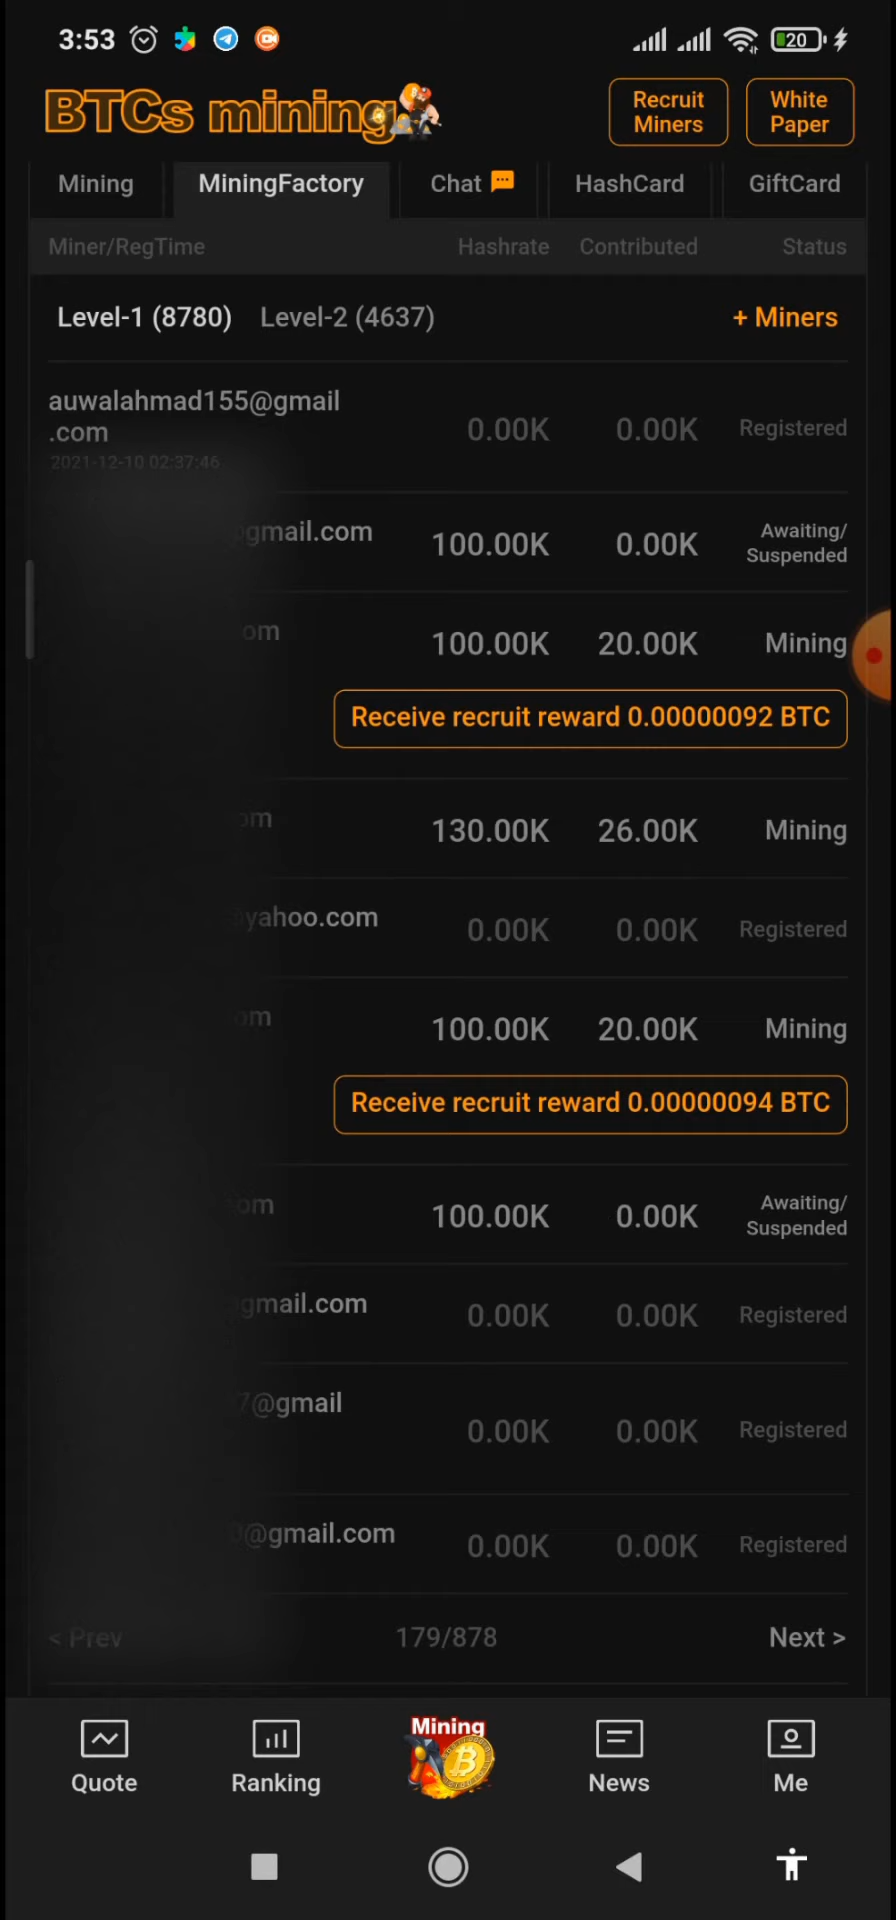 3:53
20
BTCs mining
Recruit
Miners
White
Paper
Mining MiningFactory Chat HashCard GiftCard
Miner/RegTime Hashrate Contributed Status
Level-1 (8780) Level-2 (4637) + Miners
auwalahmad155@gmail
.com
0.00K 0.00K Registered
2021-12-10 02:37:46
gmail.com
100.00K 0.00K Awaiting/
Suspended
om
100.00K 20.00K Mining
Receive recruit reward 0.00000092 BTC
om
130.00K 26.00K Mining
@yahoo.com
0.00K 0.00K Registered
om
100.00K 20.00K Mining
Receive recruit reward 0.00000094 BTC
om
100.00K 0.00K Awaiting/
Suspended
gmail.com
0.00K 0.00K Registered
7@gmail
0.00K 0.00K Registered
@gmail.com
0.00K 0.00K Registered
< Prev 179/878 Next >
Mining
Quote Ranking News Me